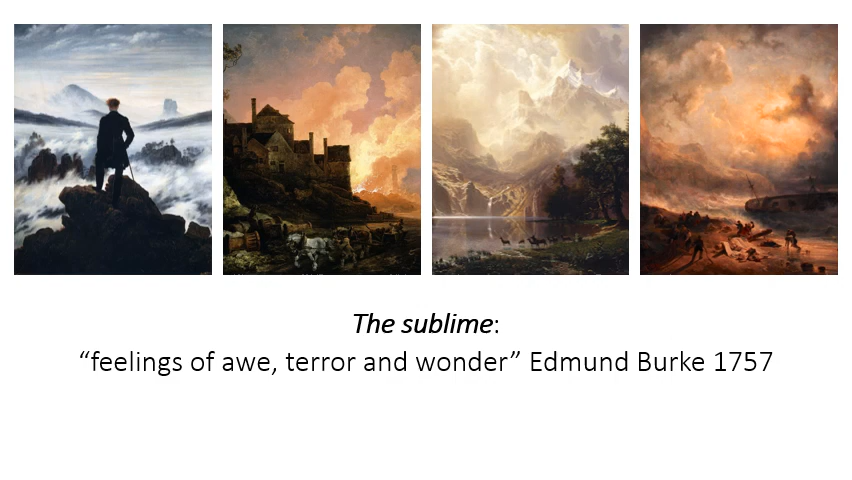 The sublime:
“feelings of awe, terror and wonder” Edmund Burke 1757